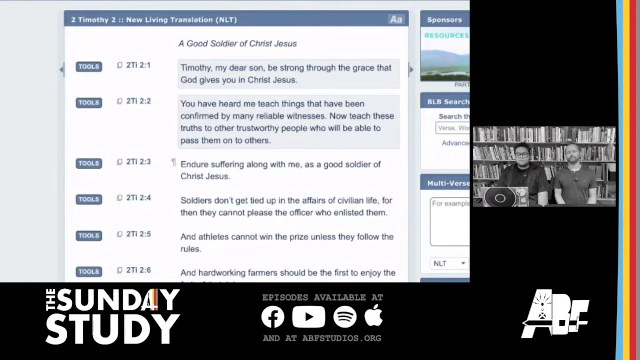 2 Timothy 2 :: New Living Translation (NLT)
Aa
A Good Soldier of Christ Jesus
TOOLS
2Ti 2:1
Timothy, my dear son, be strong through the grace that
God gives you in Christ Jesus.
TOOLS
2Ti 2:2
You have heard me teach things that have been
confirmed by many reliable witnesses. Now teach these
truths to other trustworthy people who will be able to
pass them on to others.
TOOLS
2Ti 2:3
¶ Endure suffering along with me, as a good soldier of
Christ Jesus.
TOOLS
2Ti 2:4
Soldiers don't get tied up in the affairs of civilian life, for
then they cannot please the officer who enlisted them.
TOOLS
2Ti 2:5
And athletes cannot win the prize unless they follow the
rules.
TOOLS
2Ti 2:6
And hardworking farmers should be the first to enjoy the
Sponsors
RESOURCES
BLB Search
Search th
Verse, Wo
Advance
Multi-Verse
For example
NLT
THE SUNDAY
STUDY
EPISODES AVAILABLE AT
AND AT ABFSTUDIOS.ORG
ABF